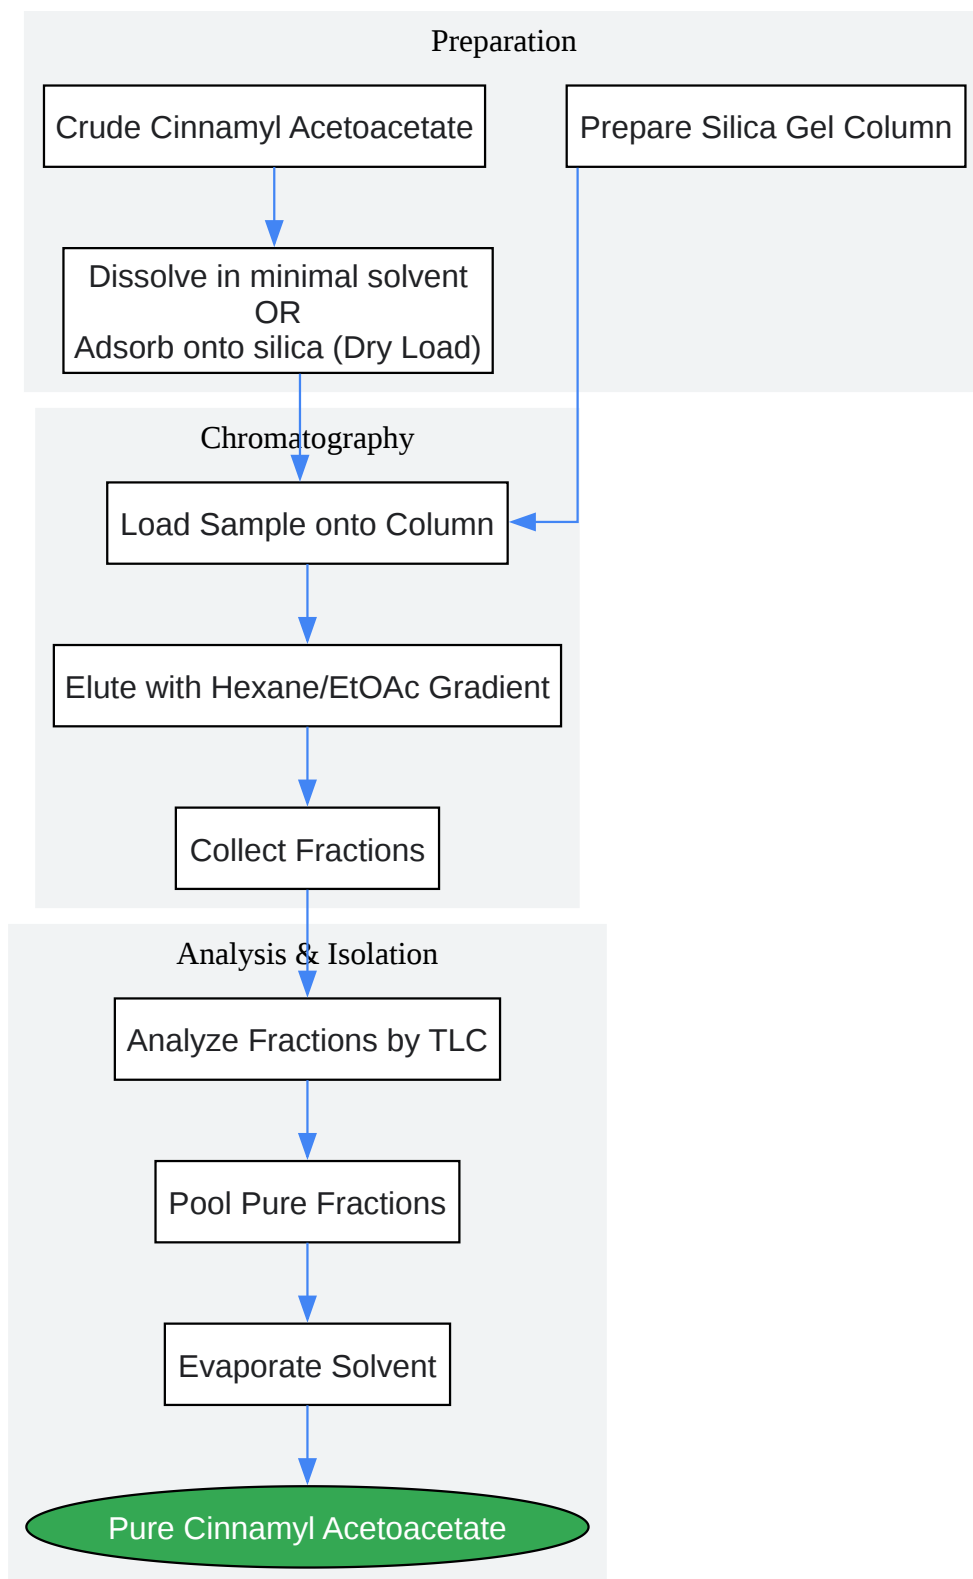 Preparation
Crude Cinnamyl Acetoacetate
Prepare Silica Gel Column
Dissolve in minimal solvent
OR
Adsorb onto silica (Dry Load)
Chromatography
Load Sample onto Column
Elute with Hexane/EtOAc Gradient
Collect Fractions
Analysis & Isolation
Analyze Fractions by TLC
Pool Pure Fractions
Evaporate Solvent
Pure Cinnamyl Acetoacetate